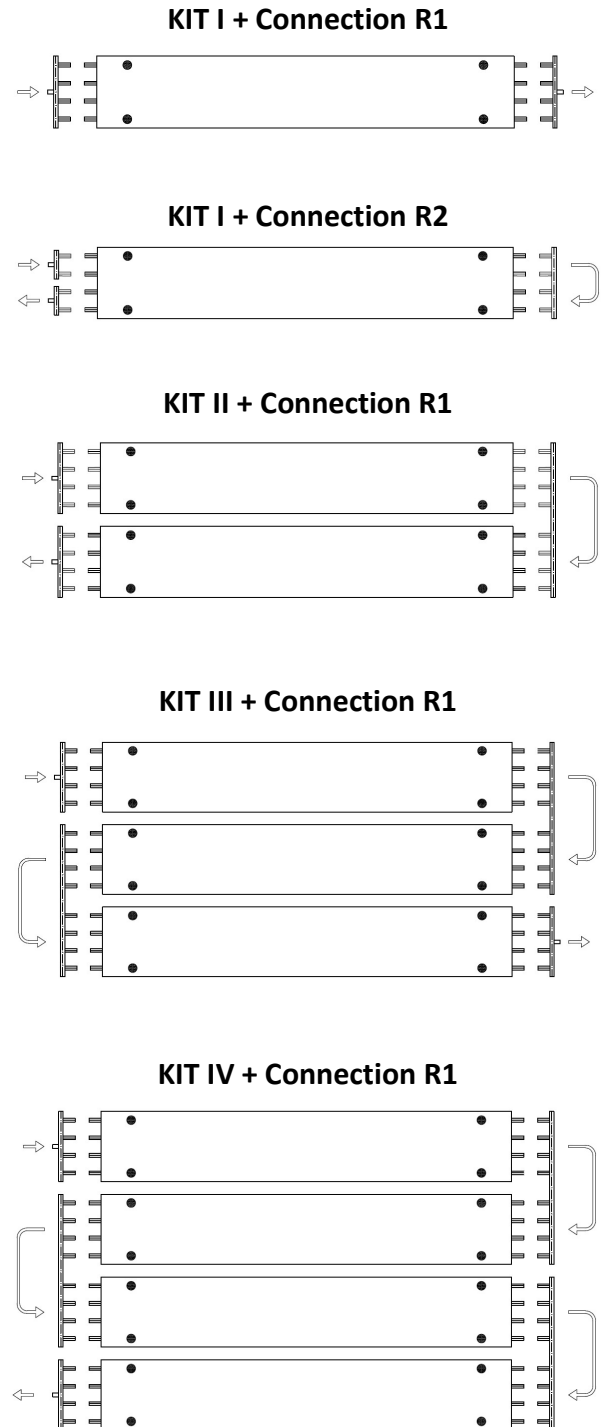 KIT I + Connection R1
KIT I + Connection R2
KIT II + Connection R1
KIT III + Connection R1
KIT IV + Connection R1